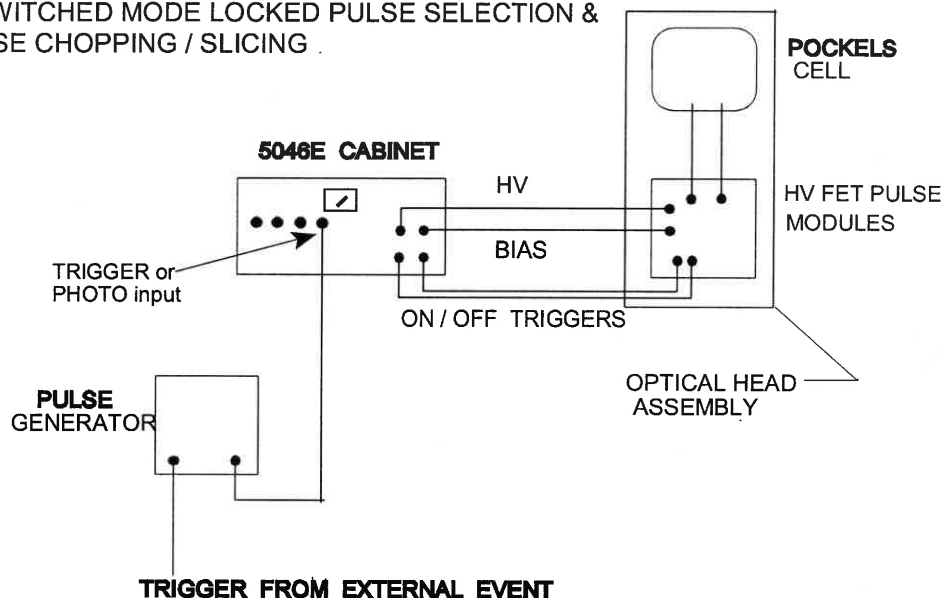 WITCHED MODE LOCKED PULSE SELECTION &
SE CHOPPING / SLICING
POCKELS
CELL
5046E CABINET
HV
HV FET PULSE
MODULES
BIAS
TRIGGER or
PHOTO input
ON / OFF TRIGGERS
OPTICAL HEAD
ASSEMBLY
PULSE
GENERATOR
TRIGGER FROM EXTERNAL EVENT